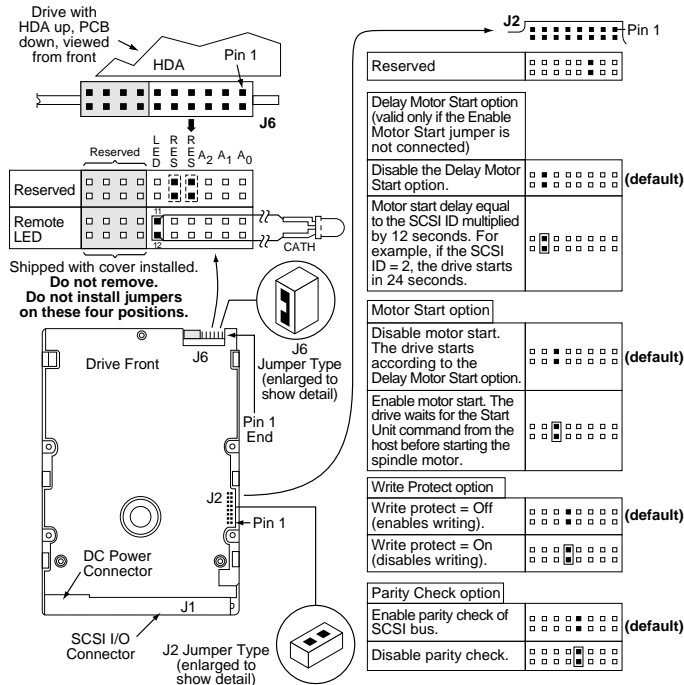 Drive with
HDA up, PCB
down, viewed
from front
HDA
Pin 1
J6
Reserved
LED
RES
RES
A2 A1 A0
Reserved
Remote
LED
11
12
CATH
Shipped with cover installed.
Do not remove.
Do not install jumpers
on these four positions.
Drive Front
J6
J6
Jumper Type
(enlarged to
show detail)
Pin 1
End
J2
Pin 1
DC Power
Connector
J1
SCSI I/O
Connector
J2 Jumper Type
(enlarged to
show detail)
J2
Pin 1
Reserved
Delay Motor Start option
(valid only if the Enable
Motor Start jumper is
not connected)
Disable the Delay Motor
Start option.
(default)
Motor start delay equal
to the SCSI ID multiplied
by 12 seconds. For
example, if the SCSI
ID = 2, the drive starts
in 24 seconds.
Motor Start option
Disable motor start.
The drive starts
according to the
Delay Motor Start option.
(default)
Enable motor start. The
drive waits for the Start
Unit command from the
host before starting the
spindle motor.
Write Protect option
Write protect = Off
(enables writing).
(default)
Write protect = On
(disables writing).
Parity Check option
Enable parity check of
SCSI bus.
(default)
Disable parity check.